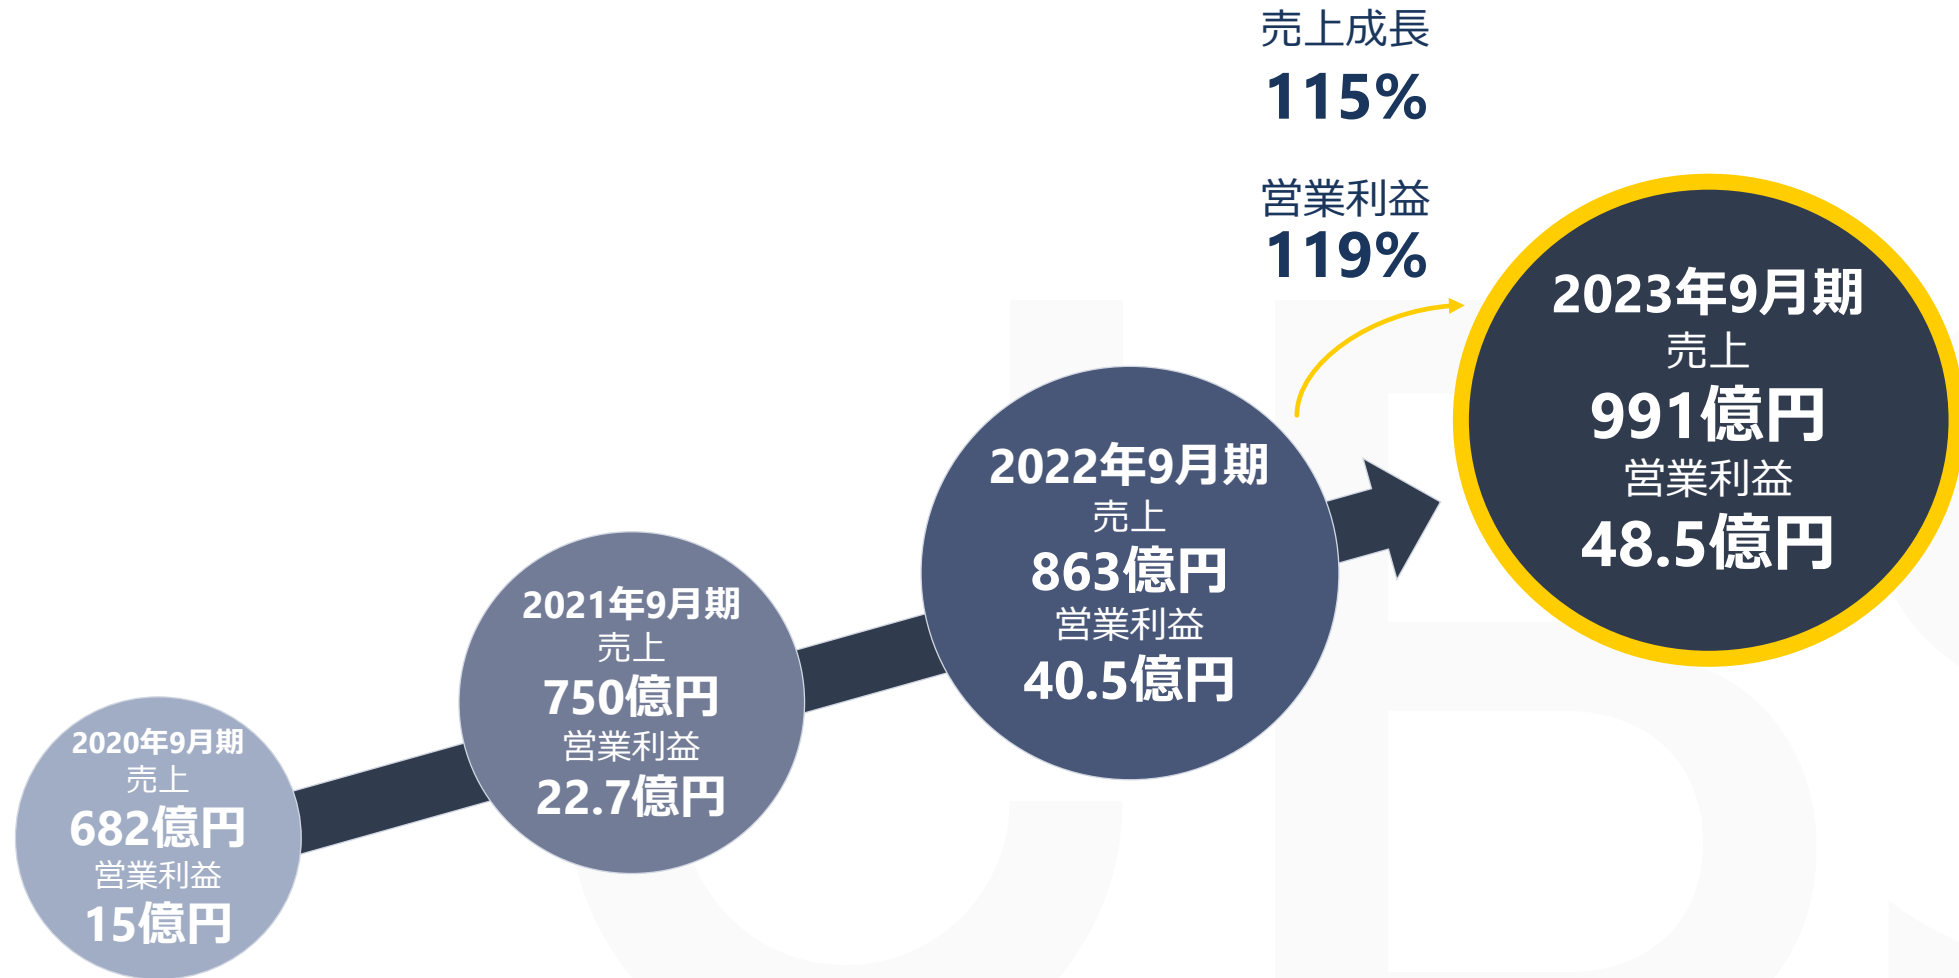 売上成長
115%
営業利益
119%
2023年9月期
売上
991億円
営業利益
48.5億円
2022年9月期
売上
863億円
営業利益
40.5億円
2021年9月期
売上
750億円
営業利益
22.7億円
2020年9月期
売上
682億円
営業利益
15億円